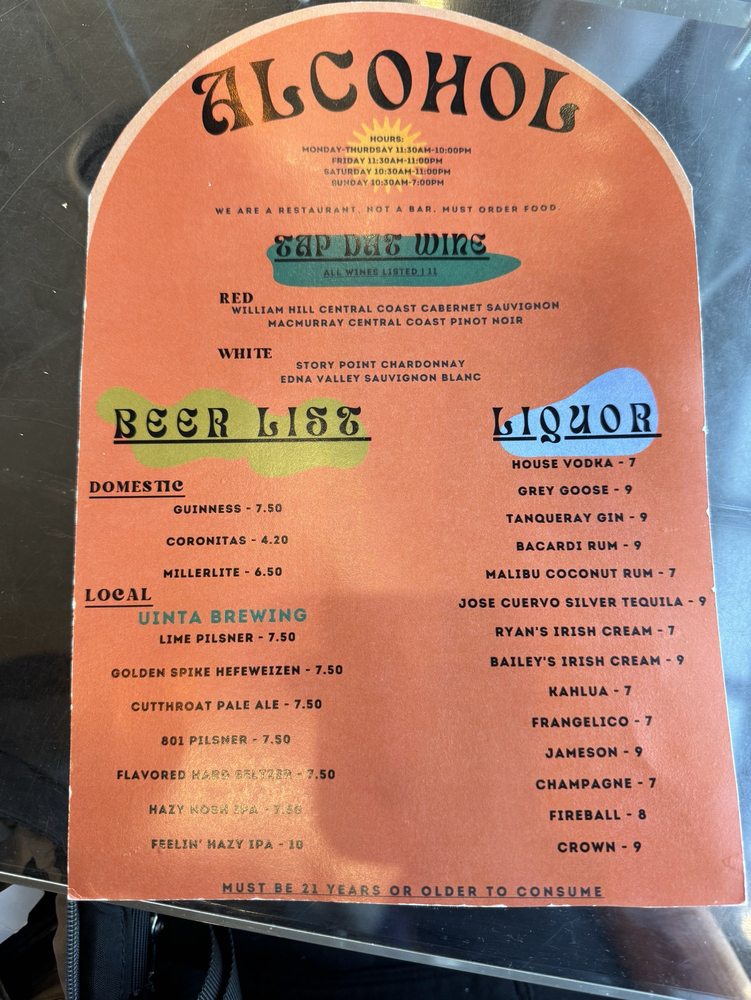 ALCOHOL
HOURS:
MONDAY-THURDSAY 11:30AM-10:00PM
FRIDAY 11:30AM-11:00PM
SATURDAY 10:30AM-11:00PM
SUNDAY 10:30AM-7:00PM
WE ARE A RESTAURANT, NOT A BAR. MUST ORDER FOOD.
TAP DAT WINE
ALL WINES LISTED | 11
RED
WILLIAM HILL CENTRAL COAST CABERNET SAUVIGNON
MACMURRAY CENTRAL COAST PINOT NOIR
WHITE
STORY POINT CHARDONNAY
EDNA VALLEY SAUVIGNON BLANC
BEER LIST
DOMESTIC
GUINNESS - 7.50
CORONITAS - 4.20
MILLERLITE - 6.50
LOCAL
UINTA BREWING
LIME PILSNER - 7.50
GOLDEN SPIKE HEFEWEIZEN - 7.50
CUTTHROAT PALE ALE - 7.50
801 PILSNER - 7.50
FLAVORED HARD SELTZER - 7.50
HAZY NOSH IPA - 7.50
FEELIN' HAZY IPA - 10
LIQUOR
HOUSE VODKA - 7
GREY GOOSE - 9
TANQUERAY GIN - 9
BACARDI RUM - 9
MALIBU COCONUT RUM - 7
JOSE CUERVO SILVER TEQUILA - 9
RYAN'S IRISH CREAM - 7
BAILEY'S IRISH CREAM - 9
KAHLUA - 7
FRANGELICO - 7
JAMESON - 9
CHAMPAGNE - 7
FIREBALL - 8
CROWN - 9
MUST BE 21 YEARS OR OLDER TO CONSUME